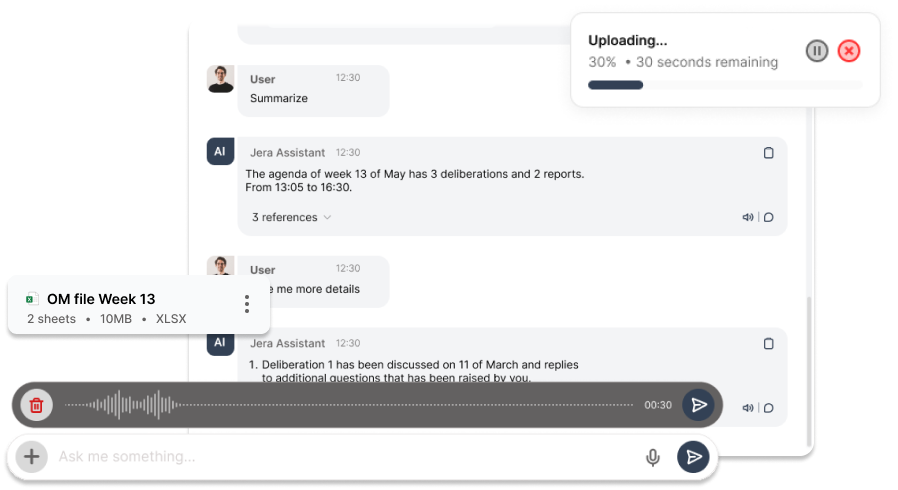 Uploading...
30% • 30 seconds remaining
User 12:30
Summarize
AI Jera Assistant 12:30
The agenda of week 13 of May has 3 deliberations and 2 reports.
From 13:05 to 16:30.
3 references
User 12:30
me more details
OM file Week 13
2 sheets • 10MB • XLSX
AI Jera Assistant 12:30
1. Deliberation 1 has been discussed on 11 of March and replies
to additional questions that has been raised by you.
00:30
Ask me something...